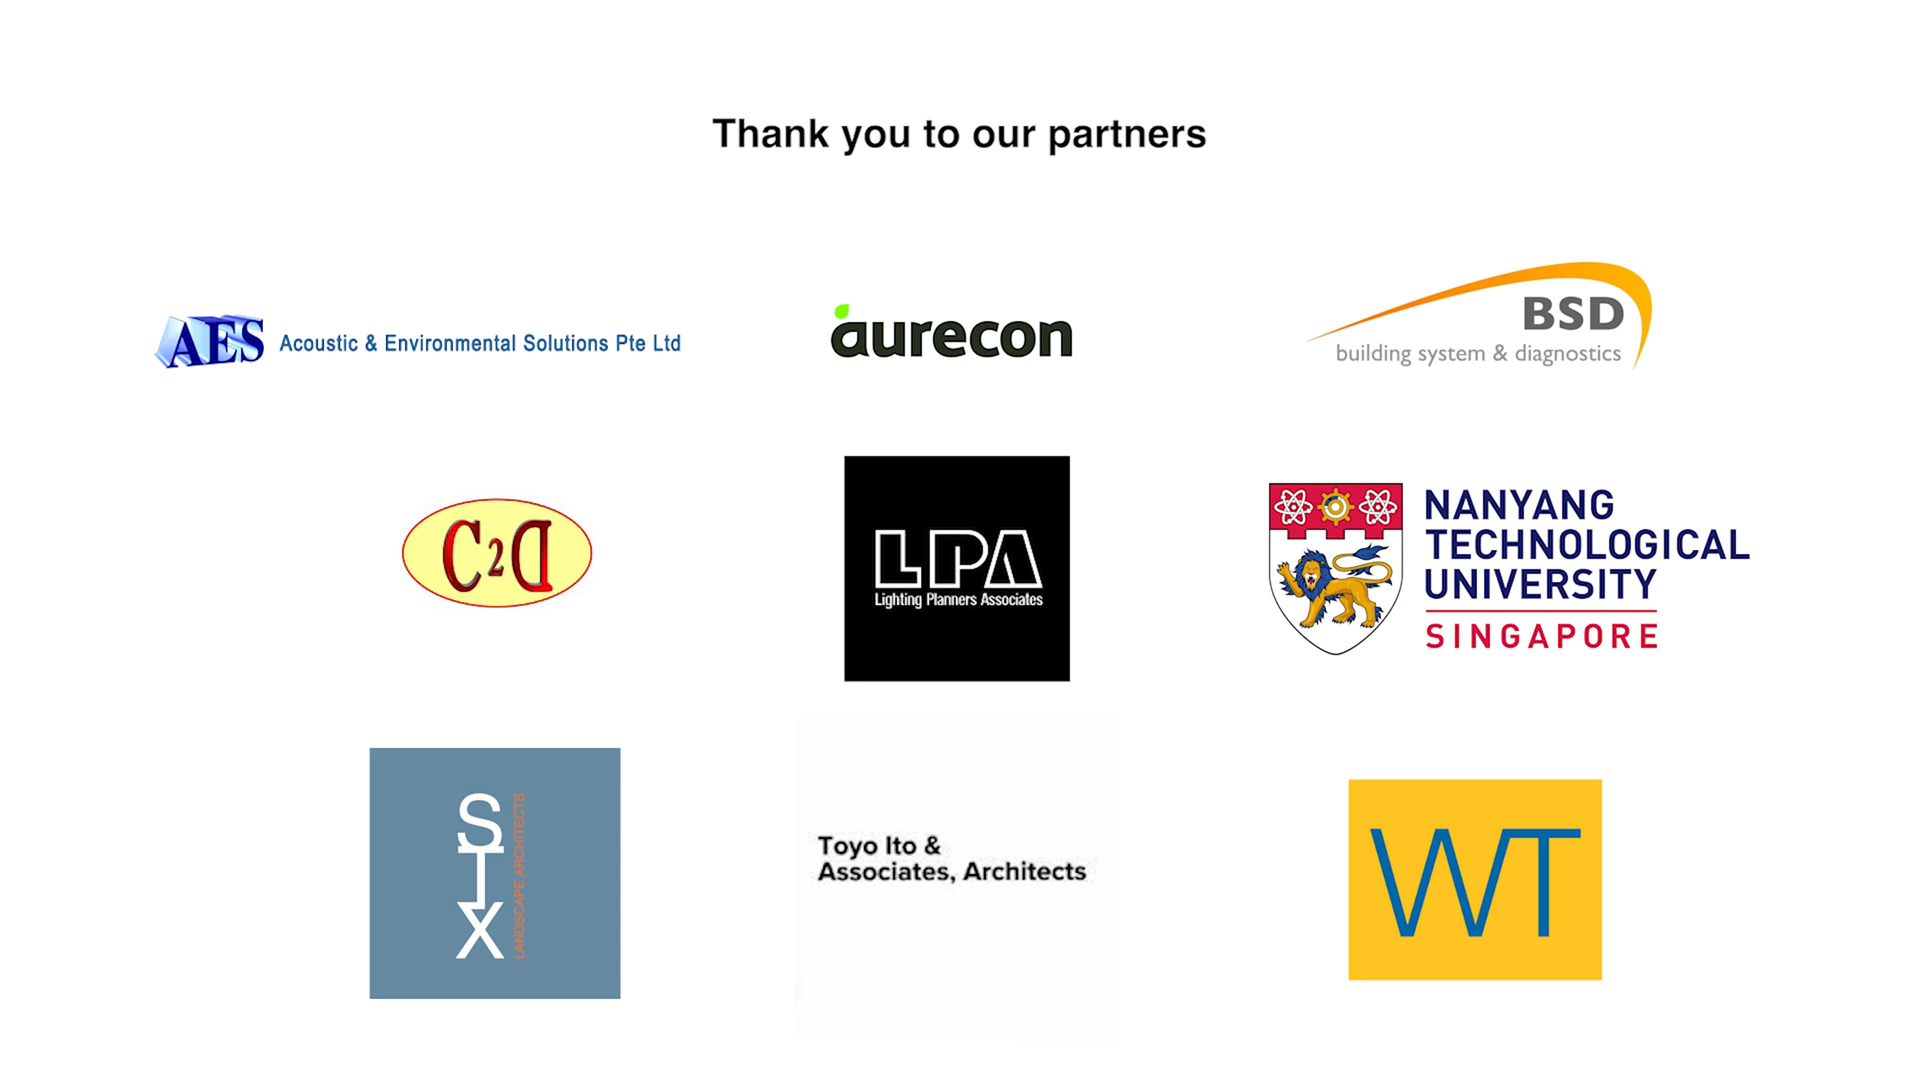 Thank you to our partners
AES Acoustic & Environmental Solutions Pte Ltd
aurecon
BSD
building system & diagnostics
C2D
LPA
Lighting Planners Associates
NANYANG
TECHNOLOGICAL
UNIVERSITY
SINGAPORE
STX
LANDSCAPE ARCHITECTS
Toyo Ito &
Associates, Architects
WT